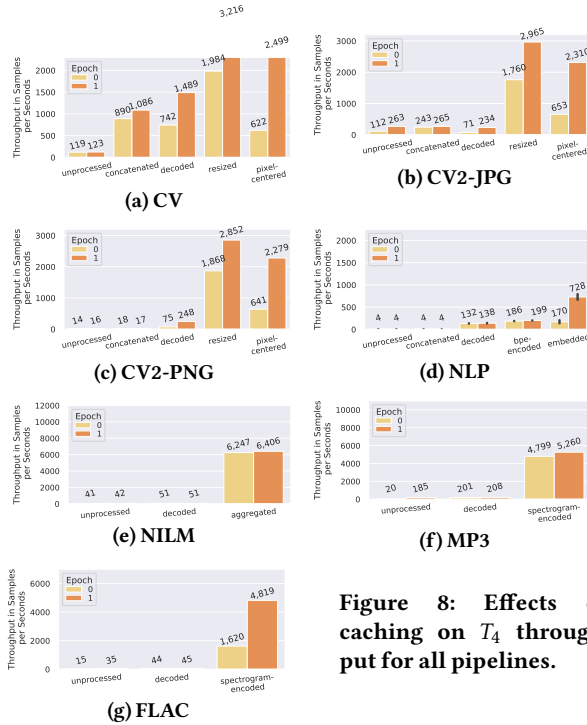 3,216
Throughput in Samples
per Seconds
Epoch
0
1
2000
1500
1000
500
0
119 123 890 1,086 742 1,489 1,984 622 2,499
unprocessed concatenated decoded resized pixel-
centered
(a) CV
Throughput in Samples
per Seconds
Epoch
0
1
3000
2000
1000
0
112 263 243 265 71 234 1,760 2,965 653 2,310
unprocessed concatenated decoded resized pixel-
centered
(b) CV2-JPG
Throughput in Samples
per Seconds
Epoch
0
1
3000
2000
1000
0
14 16 18 17 75 248 1,868 2,852 641 2,279
unprocessed concatenated decoded resized pixel-
centered
(c) CV2-PNG
Throughput in Samples
per Seconds
Epoch
0
1
2000
1500
1000
500
0
4 4 4 4 132 138 186 199 170 728
unprocessed concatenated decoded bpe-
encoded embedded
(d) NLP
Throughput in Samples
per Seconds
Epoch
0
1
12000
10000
8000
6000
4000
2000
0
41 42 51 51 6,247 6,406
unprocessed decoded aggregated
(e) NILM
Throughput in Samples
per Seconds
Epoch
0
1
10000
8000
6000
4000
2000
0
20 185 201 208 4,799 5,260
unprocessed decoded spectrogram-
encoded
(f) MP3
Throughput in Samples
per Seconds
Epoch
0
1
6000
4000
2000
0
15 35 44 45 1,620 4,819
unprocessed decoded spectrogram-
encoded
(g) FLAC
Figure 8: Effects
caching on T4 through
put for all pipelines.